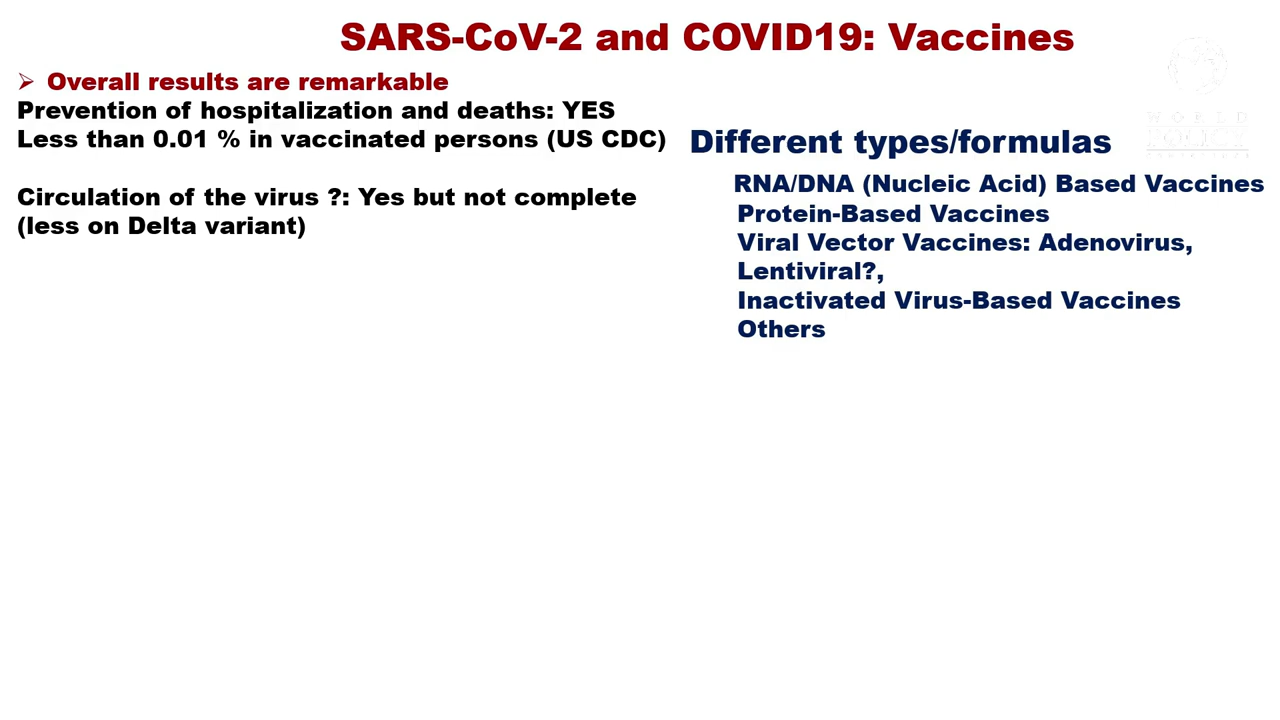 SARS-CoV-2 and COVID19: Vaccines
➢ Overall results are remarkable
Prevention of hospitalization and deaths: YES
Less than 0.01 % in vaccinated persons (US CDC)
Circulation of the virus ?: Yes but not complete
(less on Delta variant)
Different types/formulas
RNA/DNA (Nucleic Acid) Based Vaccines
Protein-Based Vaccines
Viral Vector Vaccines: Adenovirus,
Lentiviral?,
Inactivated Virus-Based Vaccines
Others
WORLD
POLICY